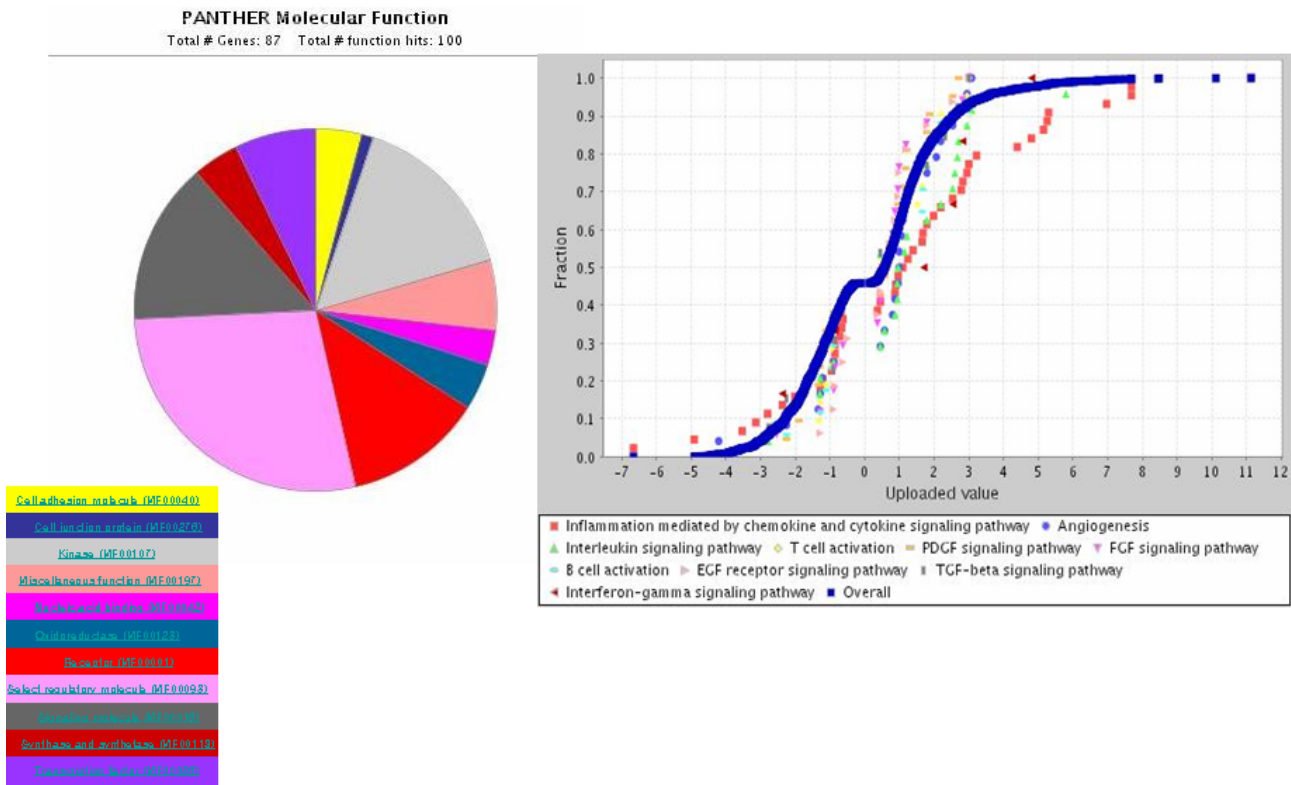 PANTHER Molecular Function
Total # Genes: 87 Total # function hits: 100
Cell adhesion molecule (MF00040)
Cell junction protein (MF00276)
Kinase (MF00107)
Miscellaneous function (MF00197)
Nucleic acid binding (MF00042)
Oxidoreductase (MF00123)
Receptor (MF00001)
Select regulatory molecule (MF00093)
Synthase and synthetase (MF00118)
Fraction
1.0
0.9
0.8
0.7
0.6
0.5
0.4
0.3
0.2
0.1
0.0
-7 -6 -5 -4 -3 -2 -1 0 1 2 3 4 5 6 7 8 9 10 11 12
Uploaded value
Inflammation mediated by chemokine and cytokine signaling pathway Angiogenesis
Interleukin signaling pathway T cell activation PDGF signaling pathway FGF signaling pathway
B cell activation EGF receptor signaling pathway TGF-beta signaling pathway
Interferon-gamma signaling pathway Overall